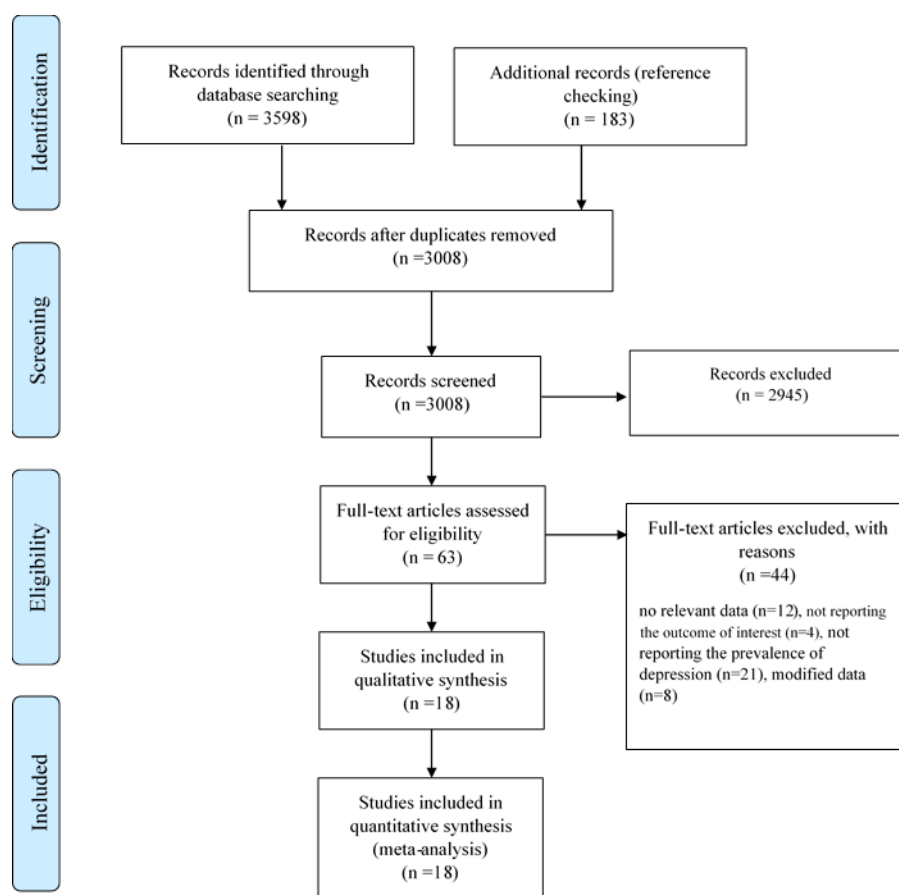 Identification
Records identified through
database searching
(n = 3598)
Additional records (reference
checking)
(n = 183)
Records after duplicates removed
(n =3008)
Screening
Records screened
(n =3008)
Records excluded
(n = 2945)
Eligibility
Full-text articles assessed
for eligibility
(n = 63)
Full-text articles excluded, with
reasons
(n =44)
no relevant data (n=12), not reporting
the outcome of interest (n=4), not
reporting the prevalence of
depression (n=21), modified data
(n=8)
Studies included in
qualitative synthesis
(n =18)
Included
Studies included in
quantitative synthesis
(meta-analysis)
(n =18)